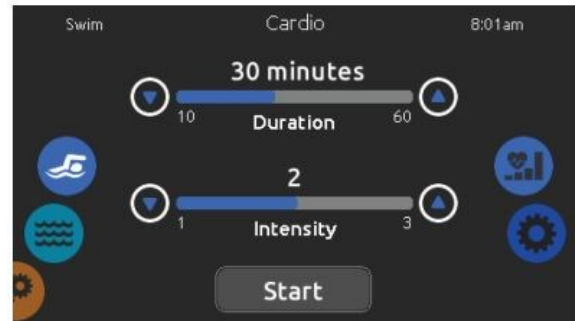 Swim Cardio 8:01am
30 minutes
10 60
Duration
2
1 3
Intensity
Start